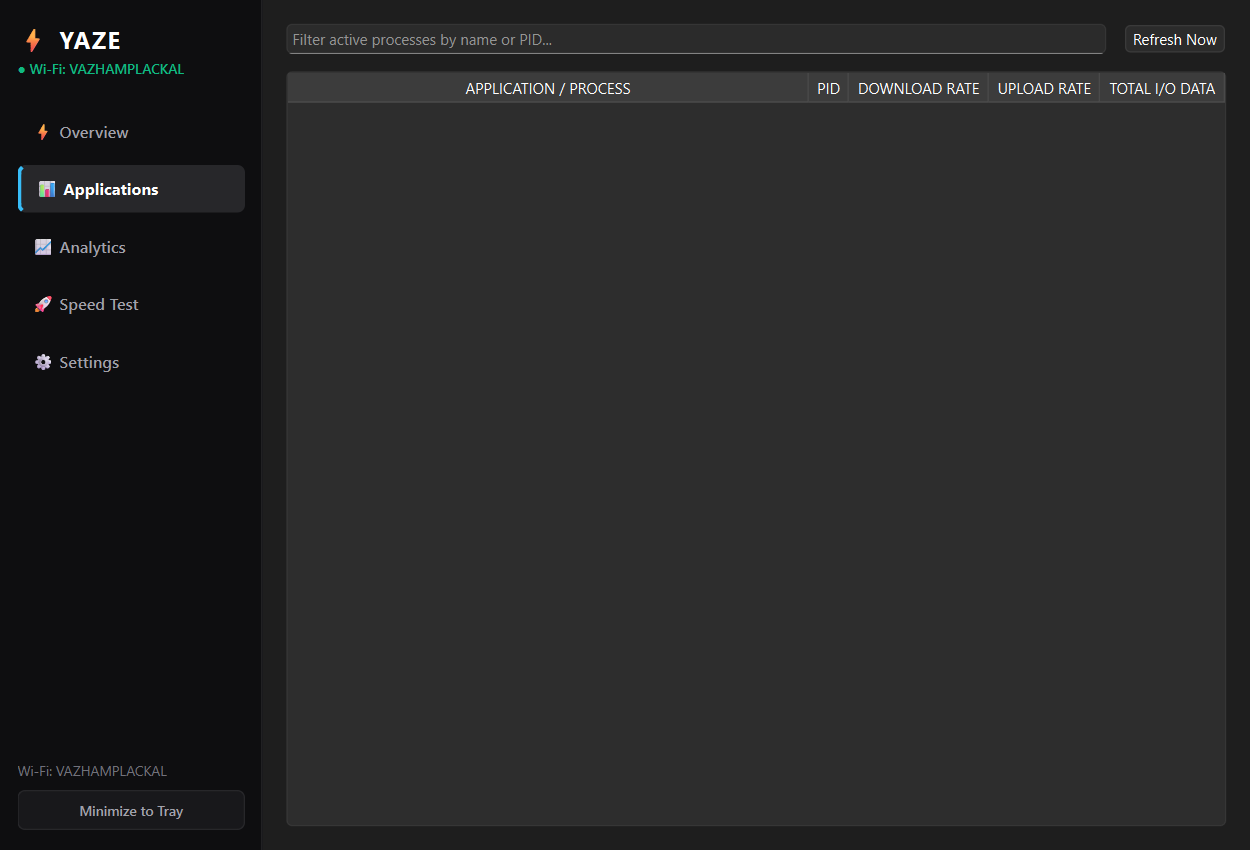 YAZE
● Wi-Fi: VAZHAMPLACKAL
Overview
Applications
Analytics
Speed Test
Settings
Wi-Fi: VAZHAMPLACKAL
Minimize to Tray
Filter active processes by name or PID...
Refresh Now
APPLICATION / PROCESS PID DOWNLOAD RATE UPLOAD RATE TOTAL I/O DATA